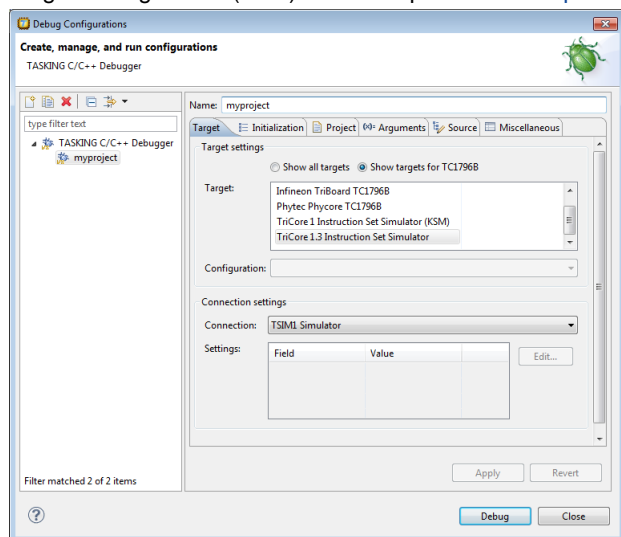 Debug Configurations
Create, manage, and run configurations
TASKING C/C++ Debugger
type filter text
TASKING C/C++ Debugger
myproject
Filter matched 2 of 2 items
Name: myproject
Target Initialization Project (x)= Arguments Source Miscellaneous
Target settings
Show all targets Show targets for TC1796B
Target:
Infineon TriBoard TC1796B
Phytec Phycore TC1796B
TriCore 1 Instruction Set Simulator (KSM)
TriCore 1.3 Instruction Set Simulator
Configuration:
Connection settings
Connection: TSIM1 Simulator
Settings: Field Value Edit...
Apply Revert
? Debug Close